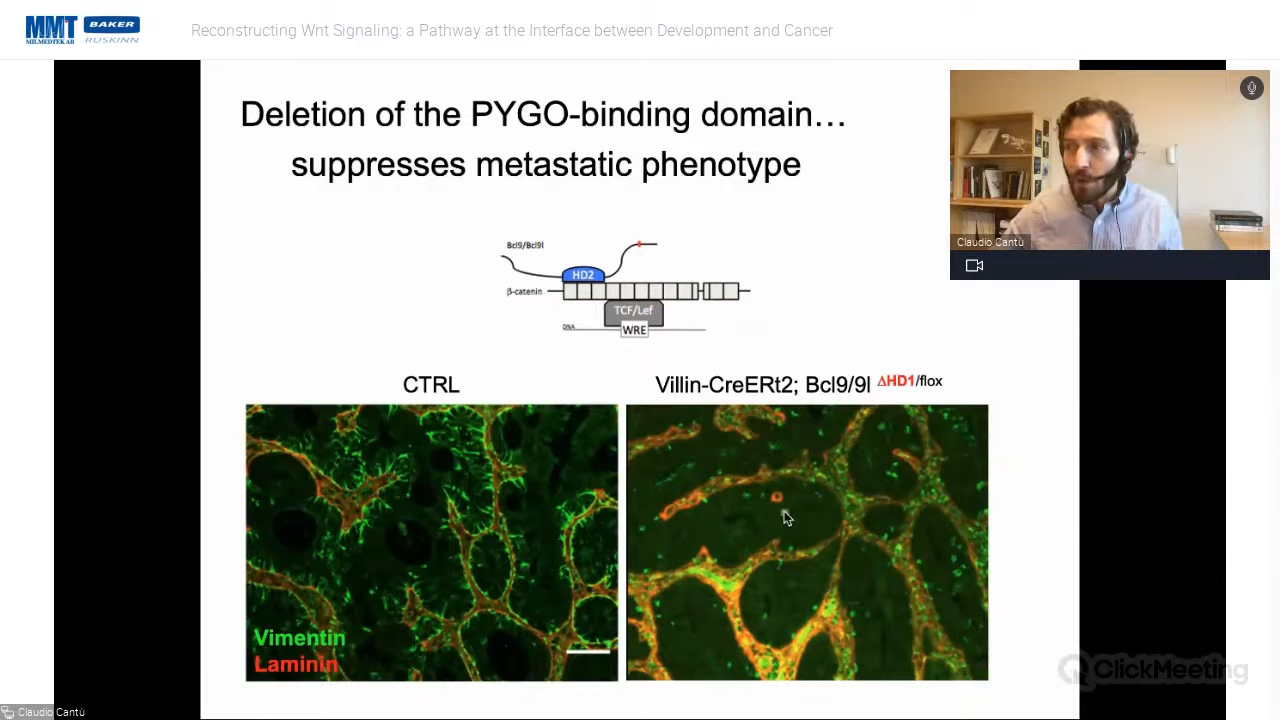 MMT
MILMEDTEK AB
BAKER
RUSKINN
Reconstructing Wnt Signaling: a Pathway at the Interface between Development and Cancer
Deletion of the PYGO-binding domain…
suppresses metastatic phenotype
Claudio Cantù
Bcl9/Bcl9l
HD2
β-catenin
TCF/Lef
DNA
WRE
CTRL
Villin-CreERt2; Bcl9/9l ΔHD1/flox
Vimentin
Laminin
ClickMeeting
Claudio Cantù